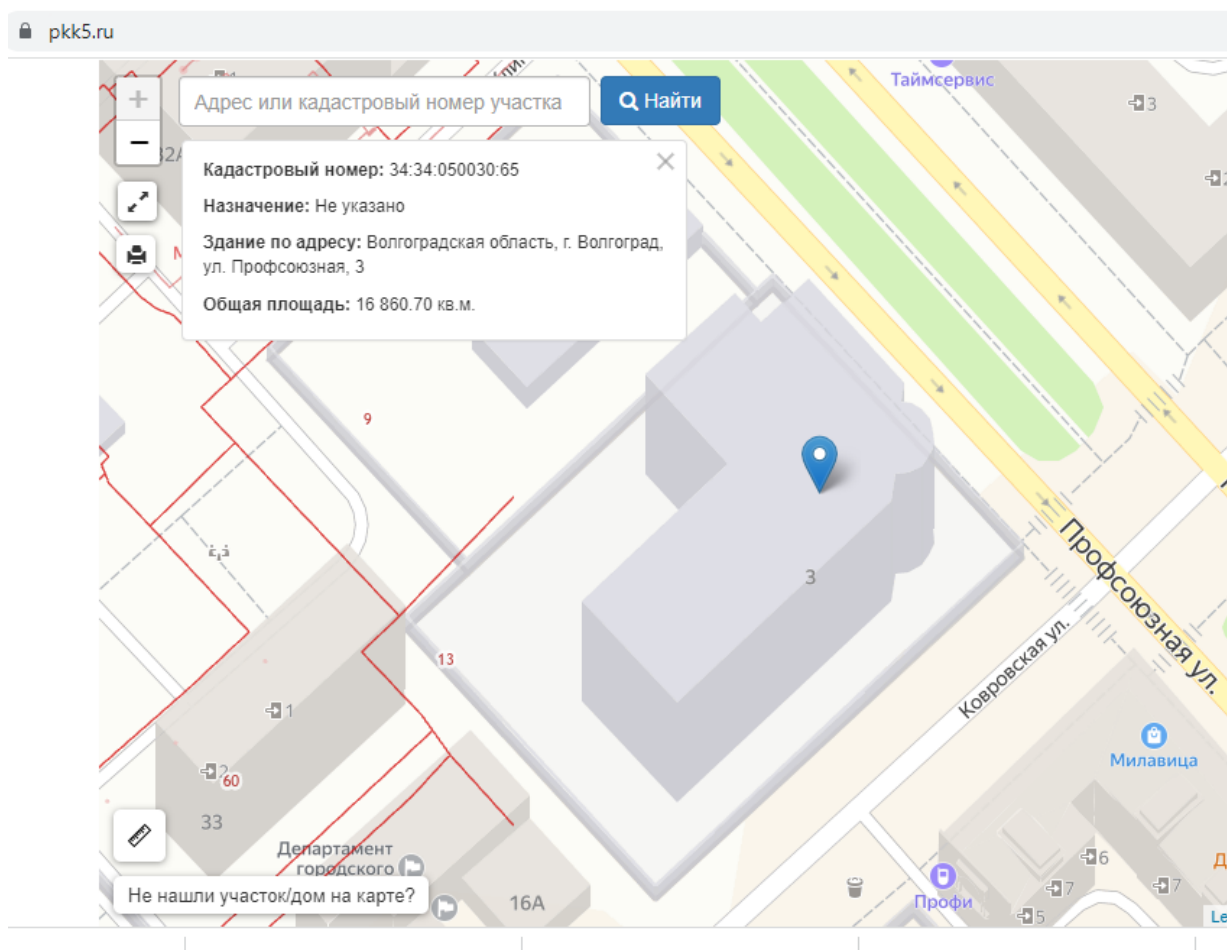 pkk5.ru
Адрес или кадастровый номер участка
Найти
Таймсервис
3
Кадастровый номер: 34:34:050030:65
Назначение: Не указано
Здание по адресу: Волгоградская область, г. Волгоград,
ул. Профсоюзная, 3
Общая площадь: 16 860.70 кв.м.
9
3
Профсоюзная ул.
Ковровская ул.
13
1
2
60
33
Милавица
Департамент
городского
Не нашли участок/дом на карте?
16А
Профи
6
7
7
5
Д
Le